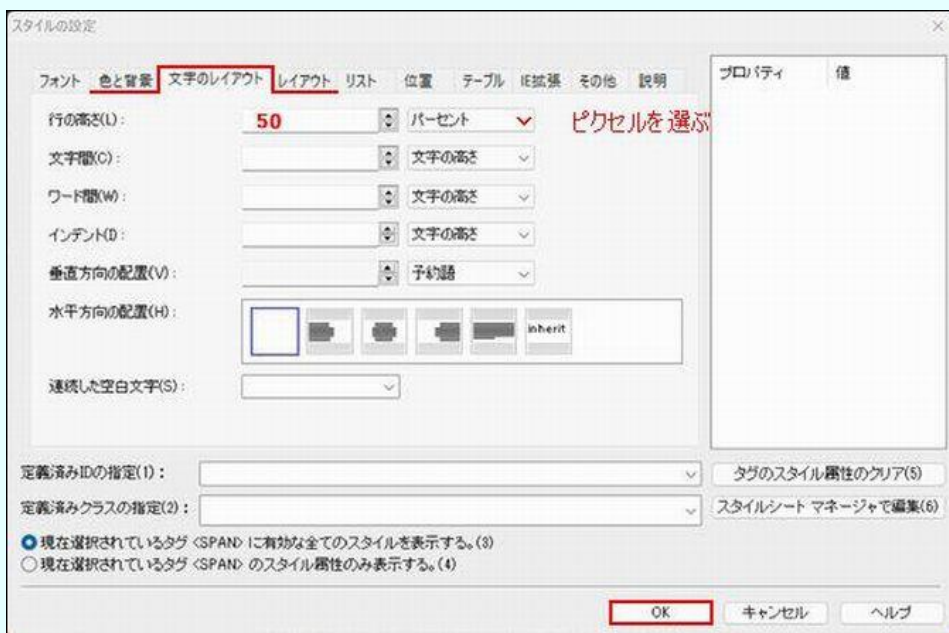 スタイルの設定
フォント 色と背景 文字のレイアウト レイアウト リスト 位置 テーブル IE拡張 その他 説明
プロパティ 値
行の高さ(L): 50 パーセント ピクセルを選ぶ
文字間(C): 文字の高さ
ワード間(W): 文字の高さ
インデント(I): 文字の高さ
垂直方向の配置(V): 予約語
水平方向の配置(H): inherit
連続した空白文字(S):
定義済みIDの指定(1): タグのスタイル属性のクリア(5)
定義済みクラスの指定(2): スタイルシート マネージャで編集(6)
現在選択されているタグ <SPAN> に有効な全てのスタイルを表示する。(3)
現在選択されているタグ <SPAN> のスタイル属性のみ表示する。(4)
OK キャンセル ヘルプ